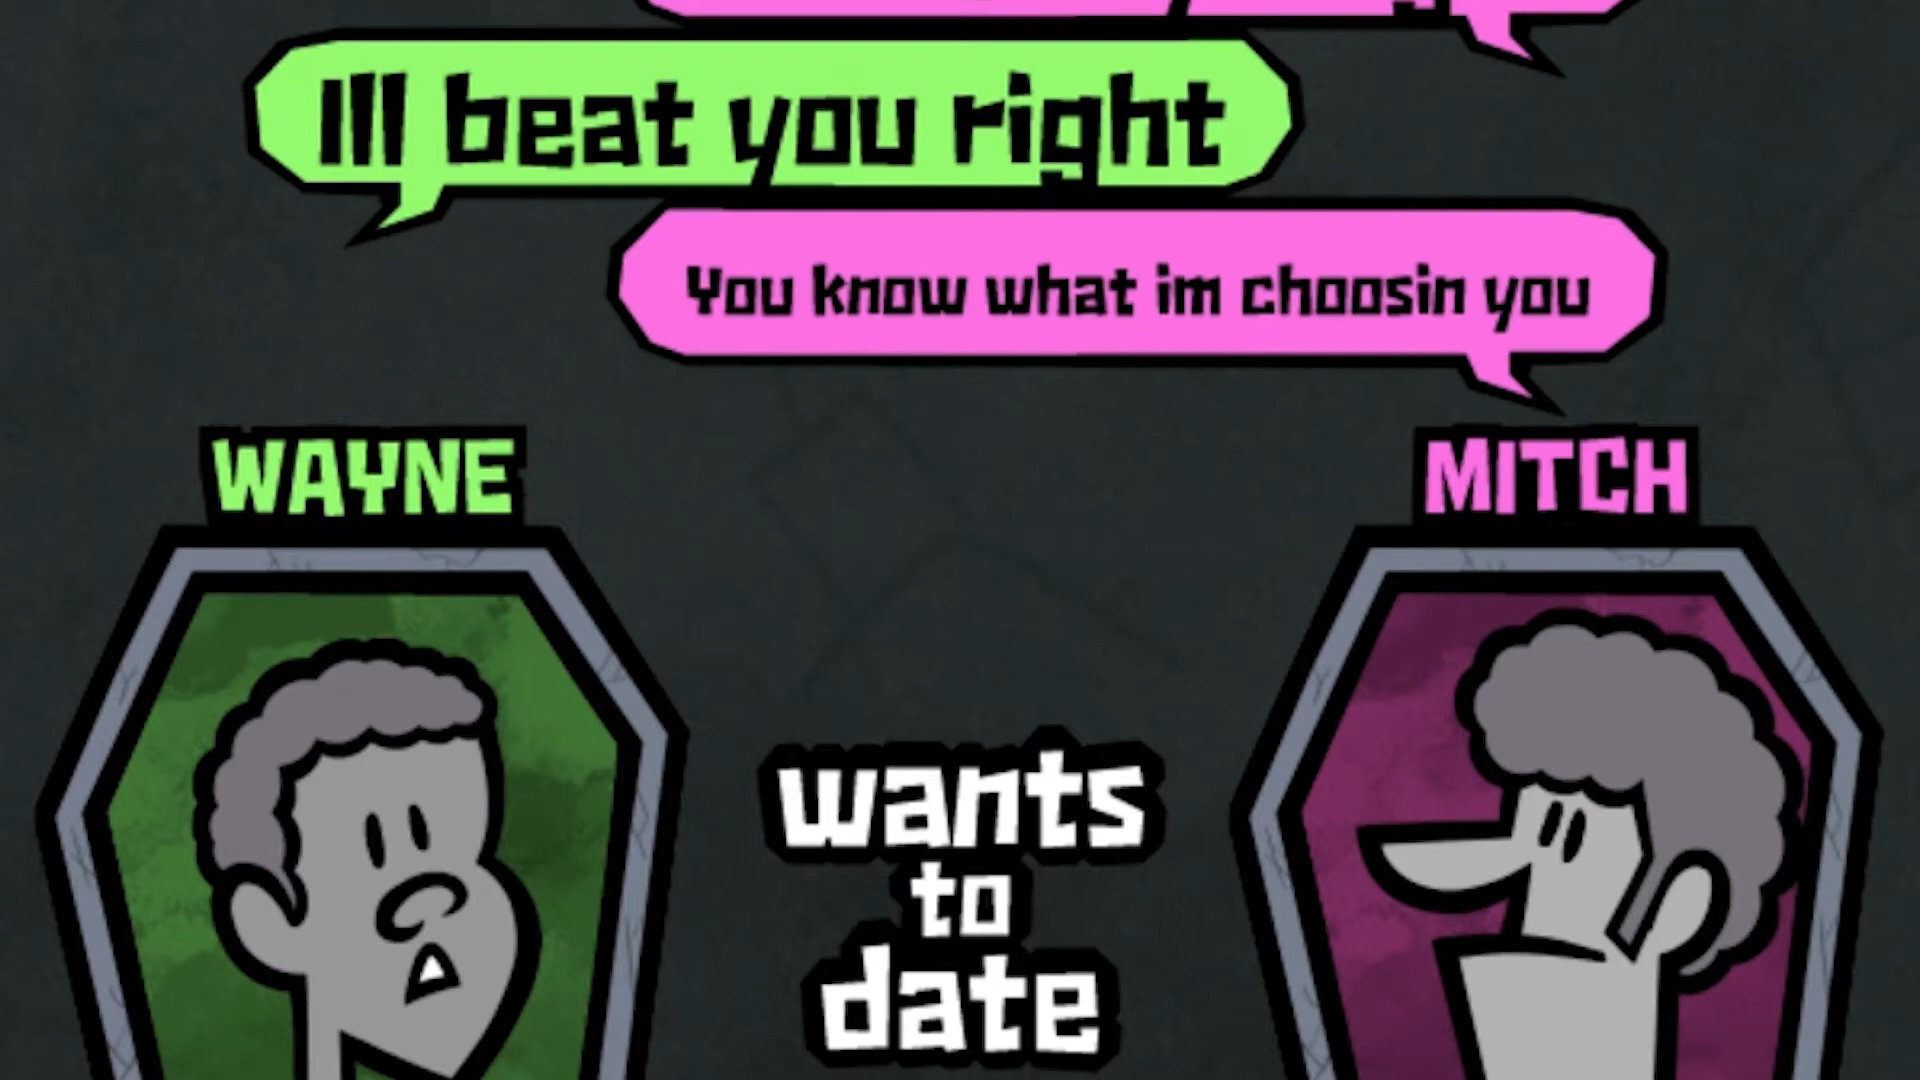 Ill beat you right
You know what im choosin you
WAYNE
MITCH
wants
to
date